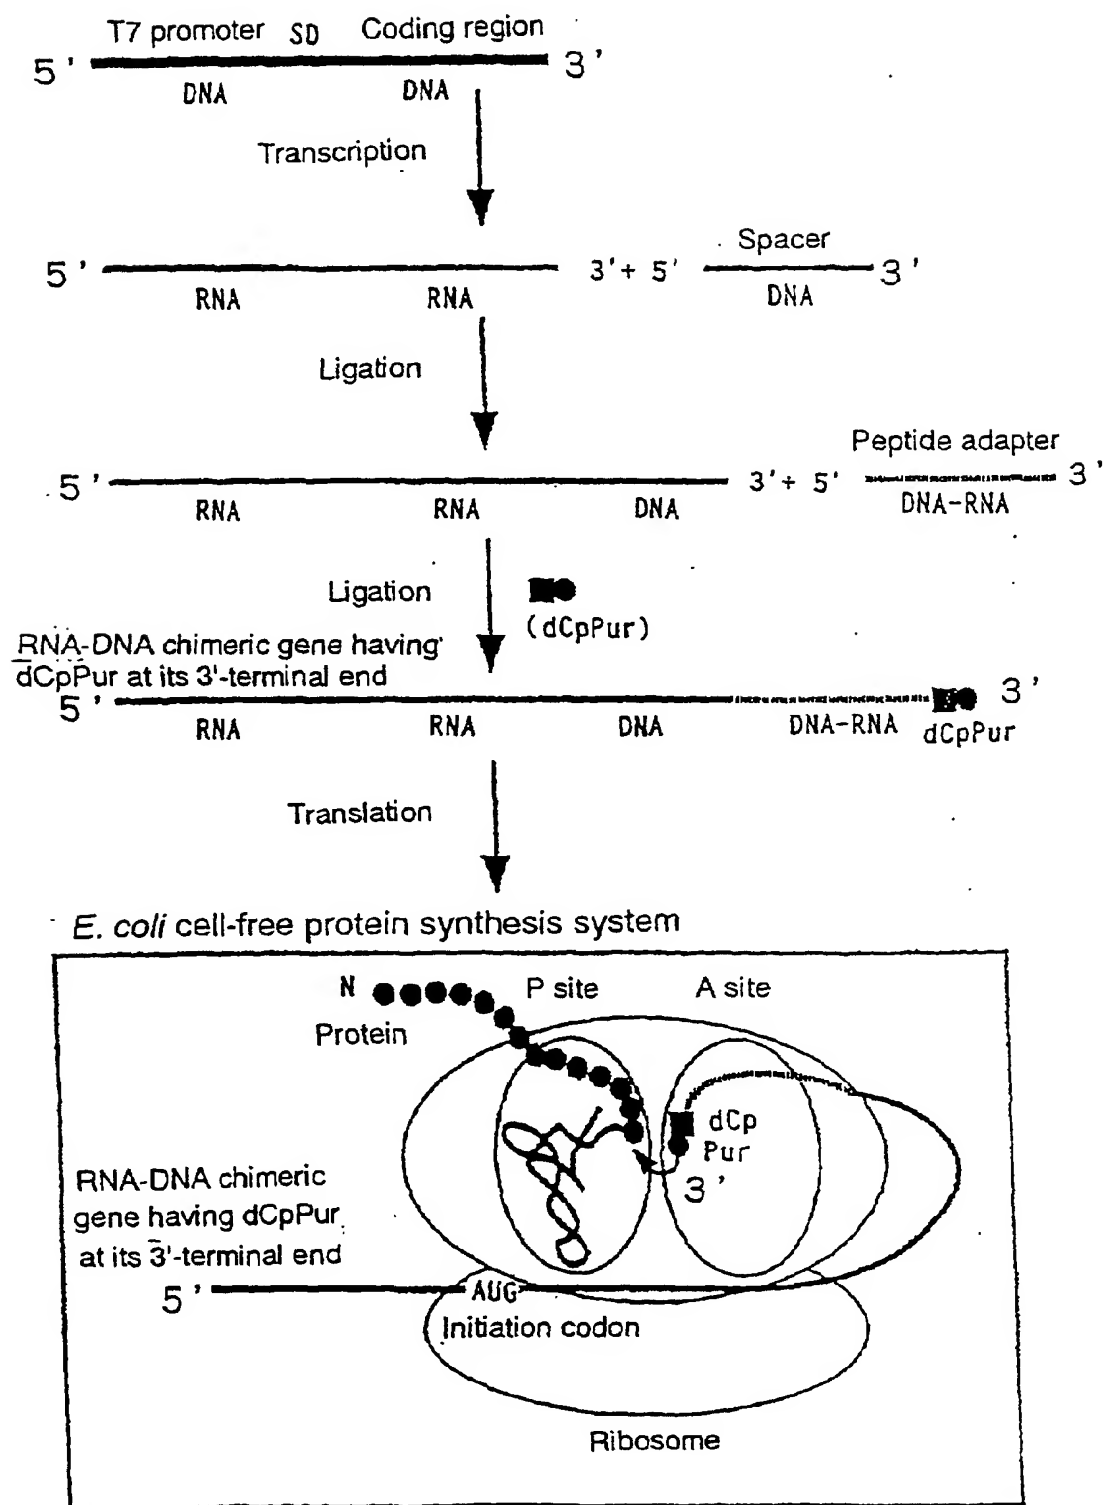 T7 promoter SD Coding region
5' 3'
DNA DNA
Transcription
Spacer
5' 3'+ 5' 3'
RNA RNA DNA
Ligation
Peptide adapter
5' 3'+ 5' 3'
RNA RNA DNA DNA-RNA
Ligation
(dCpPur)
RNA-DNA chimeric gene having
dCpPur at its 3'-terminal end
5' 3'
RNA RNA DNA DNA-RNA dCpPur
Translation
E. coli cell-free protein synthesis system
N P site A site
Protein
dCp
Pur
3'
RNA-DNA chimeric
gene having dCpPur
at its 3'-terminal end
5' AUG
Initiation codon
Ribosome